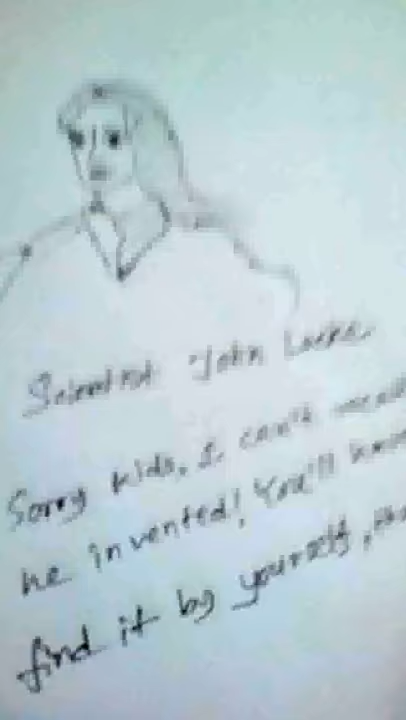 Scientist "John Locke
Sorry kids, I can't
he invented! You'll
find it by yourself,